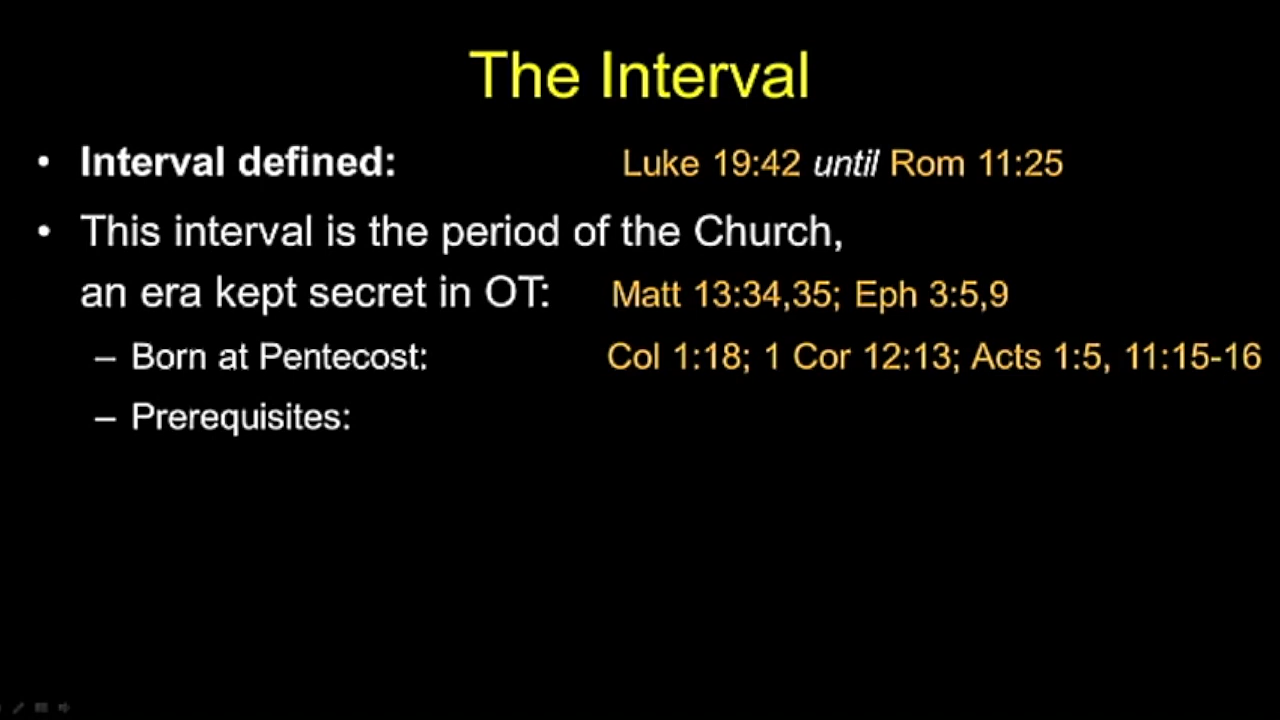 The Interval
• Interval defined: Luke 19:42 until Rom 11:25
• This interval is the period of the Church,
an era kept secret in OT: Matt 13:34,35; Eph 3:5,9
– Born at Pentecost: Col 1:18; 1 Cor 12:13; Acts 1:5, 11:15-16
– Prerequisites: